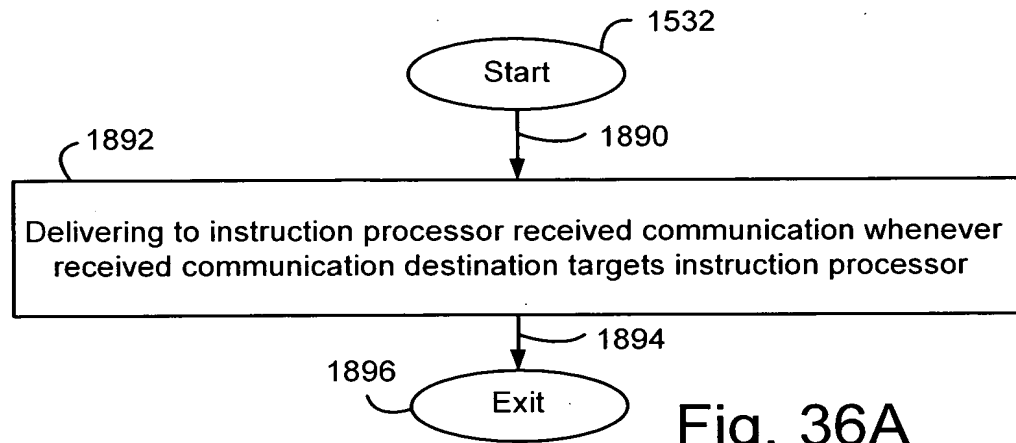 1532
Start
1890
1892
Delivering to instruction processor received communication whenever
received communication destination targets instruction processor
1894
1896
Exit
Fig. 36A